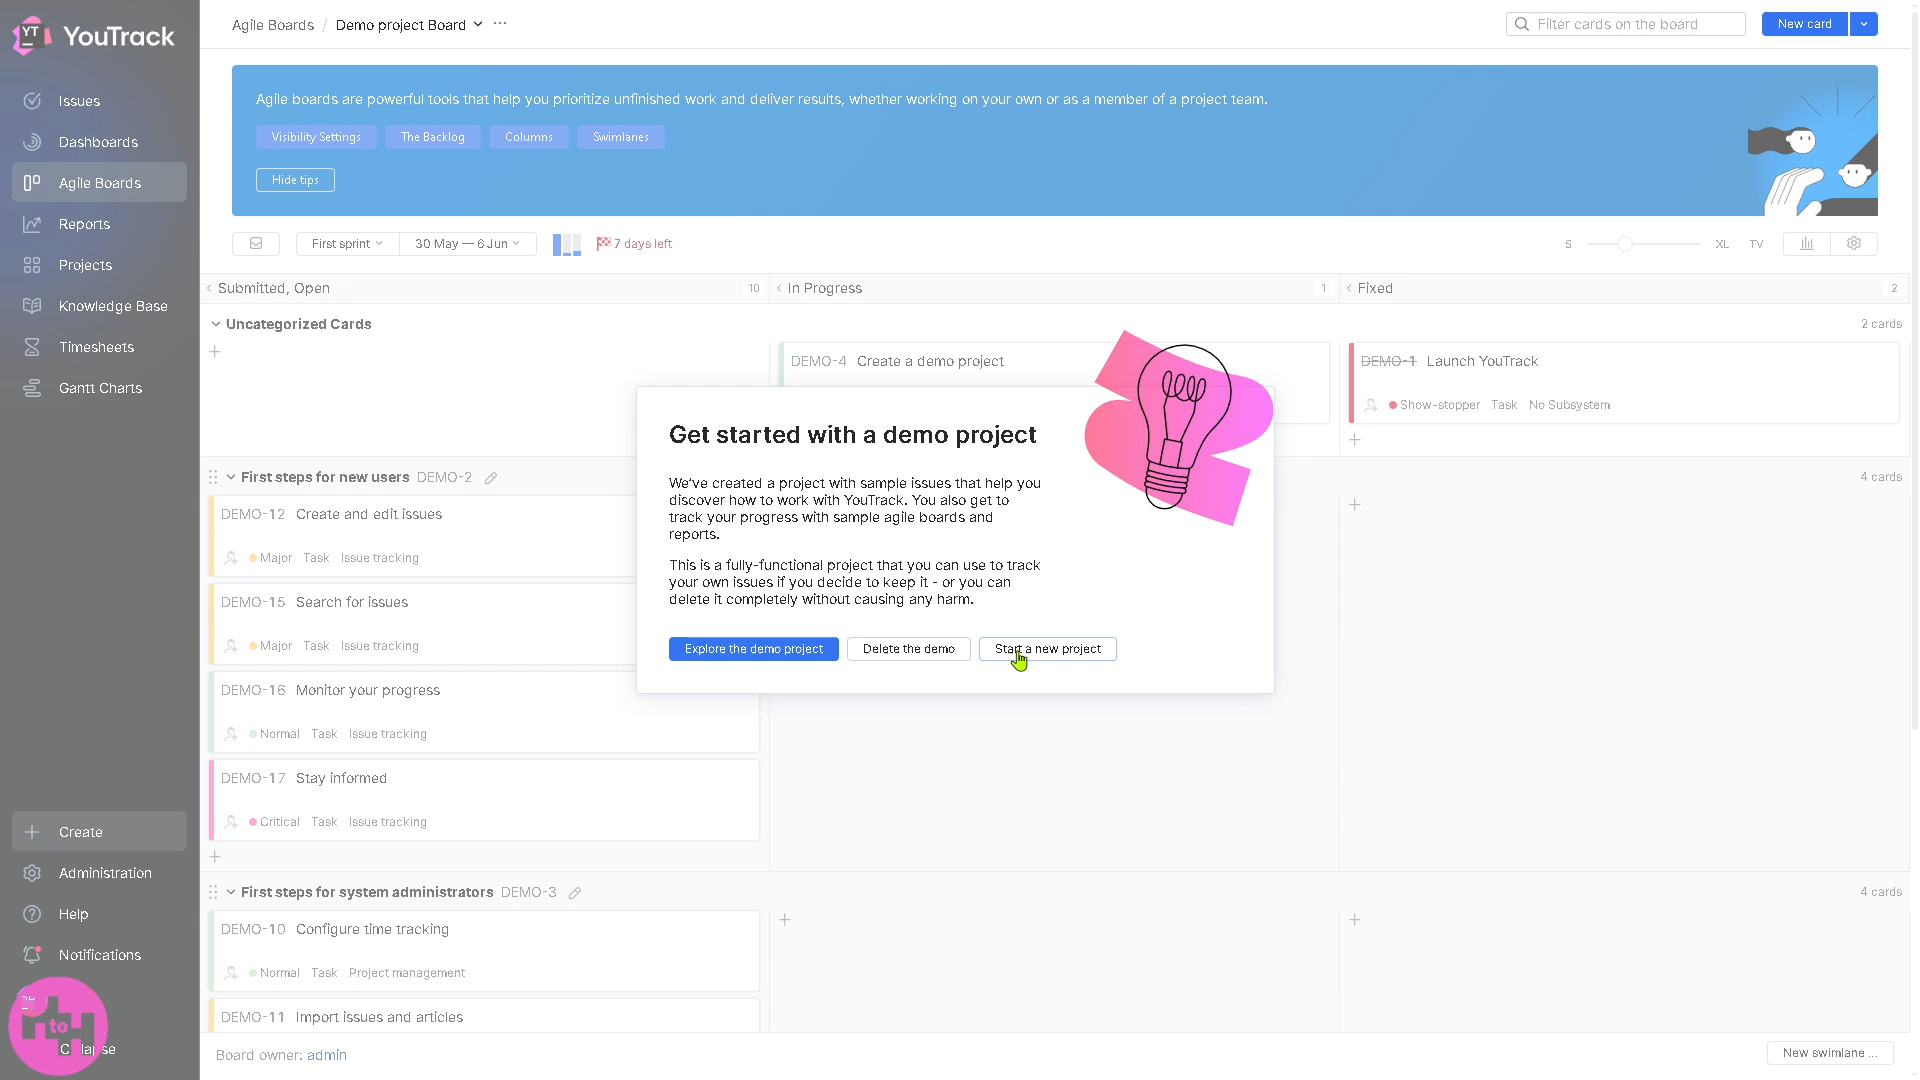 YouTrack
Issues
Dashboards
Agile Boards
Reports
Projects
Knowledge Base
Timesheets
Gantt Charts
Create
Administration
Help
Notifications
Collapse
HtoH
Agile Boards / Demo project Board
Filter cards on the board
New card
Agile boards are powerful tools that help you prioritize unfinished work and deliver results, whether working on your own or as a member of a project team.
Visibility Settings
The Backlog
Columns
Swimlanes
Hide tips
First sprint
30 May — 6 Jun
7 days left
S
XL
TV
Submitted, Open 10
In Progress 1
Fixed 2
Uncategorized Cards 2 cards
DEMO-4 Create a demo project
DEMO-1 Launch YouTrack
Show-stopper Task No Subsystem
Get started with a demo project
We've created a project with sample issues that help you
discover how to work with YouTrack. You also get to
track your progress with sample agile boards and
reports.
This is a fully-functional project that you can use to track
your own issues if you decide to keep it - or you can
delete it completely without causing any harm.
Explore the demo project
Delete the demo
Start a new project
First steps for new users DEMO-2 4 cards
DEMO-12 Create and edit issues
Major Task Issue tracking
DEMO-15 Search for issues
Major Task Issue tracking
DEMO-16 Monitor your progress
Normal Task Issue tracking
DEMO-17 Stay informed
Critical Task Issue tracking
First steps for system administrators DEMO-3 4 cards
DEMO-10 Configure time tracking
Normal Task Project management
DEMO-11 Import issues and articles
Board owner: admin
New swimlane ...